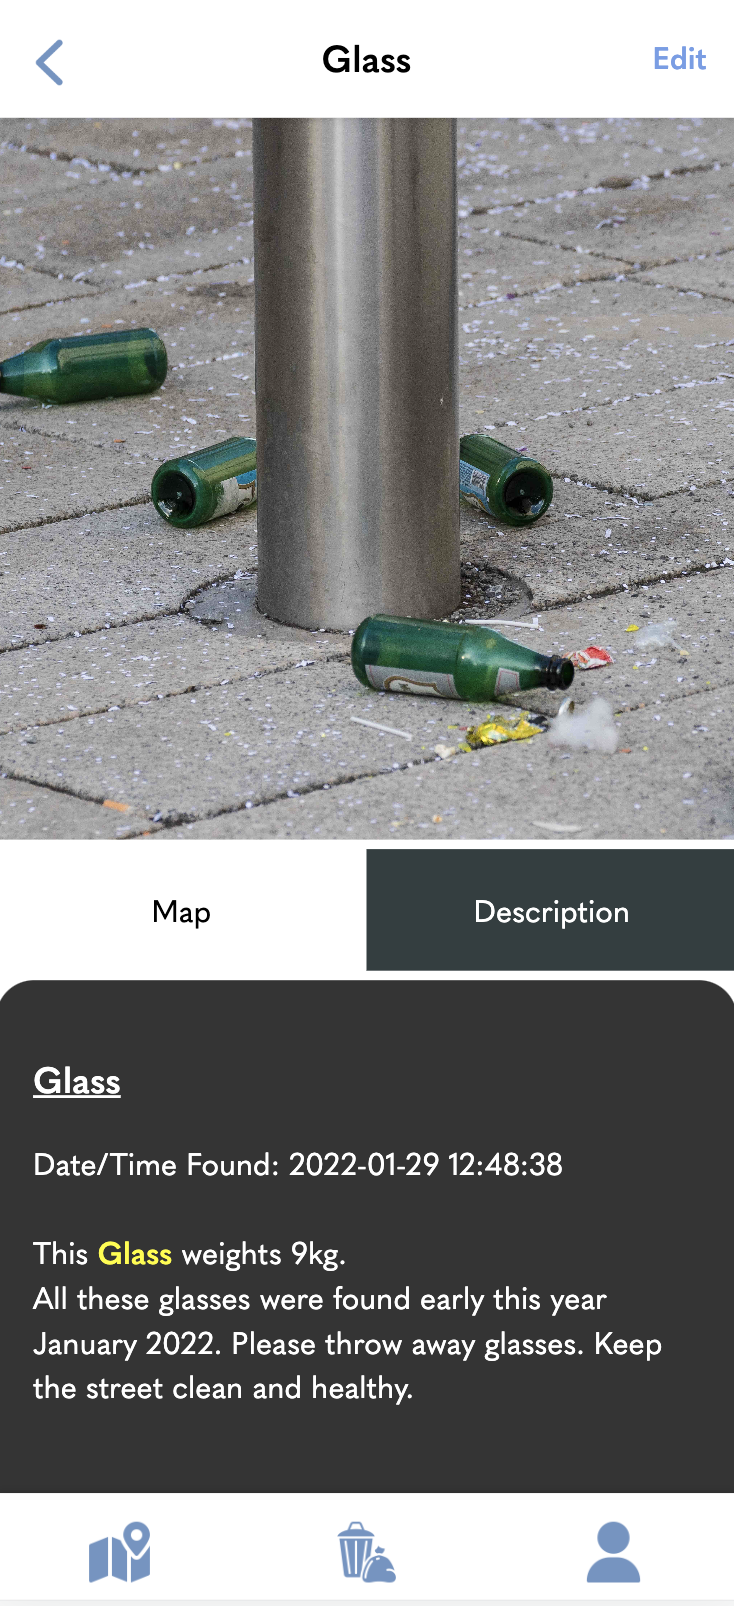 Glass
Edit
Map
Description
Glass
Date/Time Found: 2022-01-29 12:48:38
This Glass weights 9kg.
All these glasses were found early this year
January 2022. Please throw away glasses. Keep
the street clean and healthy.